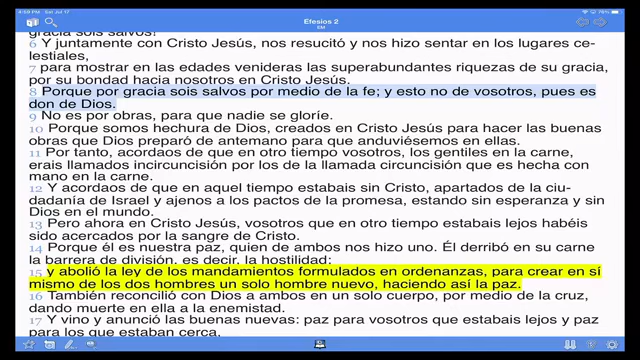 4:59 PM Sat Jul 17
Efesios 2
EM
gracia sois salvos!
6 Y juntamente con Cristo Jesús, nos resucitó y nos hizo sentar en los lugares ce-
lestiales,
7 para mostrar en las edades venideras las superabundantes riquezas de su gracia,
por su bondad hacia nosotros en Cristo Jesús.
8 Porque por gracia sois salvos por medio de la fe; y esto no de vosotros, pues es
don de Dios.
9 No es por obras, para que nadie se gloríe.
10 Porque somos hechura de Dios, creados en Cristo Jesús para hacer las buenas
obras que Dios preparó de antemano para que anduviésemos en ellas.
11 Por tanto, acordaos de que en otro tiempo vosotros, los gentiles en la carne,
erais llamados incircuncisión por los de la llamada circuncisión que es hecha con
mano en la carne.
12 Y acordaos de que en aquel tiempo estabais sin Cristo, apartados de la ciu-
dadanía de Israel y ajenos a los pactos de la promesa, estando sin esperanza y sin
Dios en el mundo.
13 Pero ahora en Cristo Jesús, vosotros que en otro tiempo estabais lejos habéis
sido acercados por la sangre de Cristo.
14 Porque él es nuestra paz, quien de ambos nos hizo uno. Él derribó en su carne
la barrera de división, es decir, la hostilidad;
15 y abolió la ley de los mandamientos formulados en ordenanzas, para crear en sí
mismo de los dos hombres un solo hombre nuevo, haciendo así la paz.
16 También reconcilió con Dios a ambos en un solo cuerpo, por medio de la cruz,
dando muerte en ella a la enemistad.
17 Y vino y anunció las buenas nuevas: paz para vosotros que estabais lejos y paz
para los que estaban cerca,